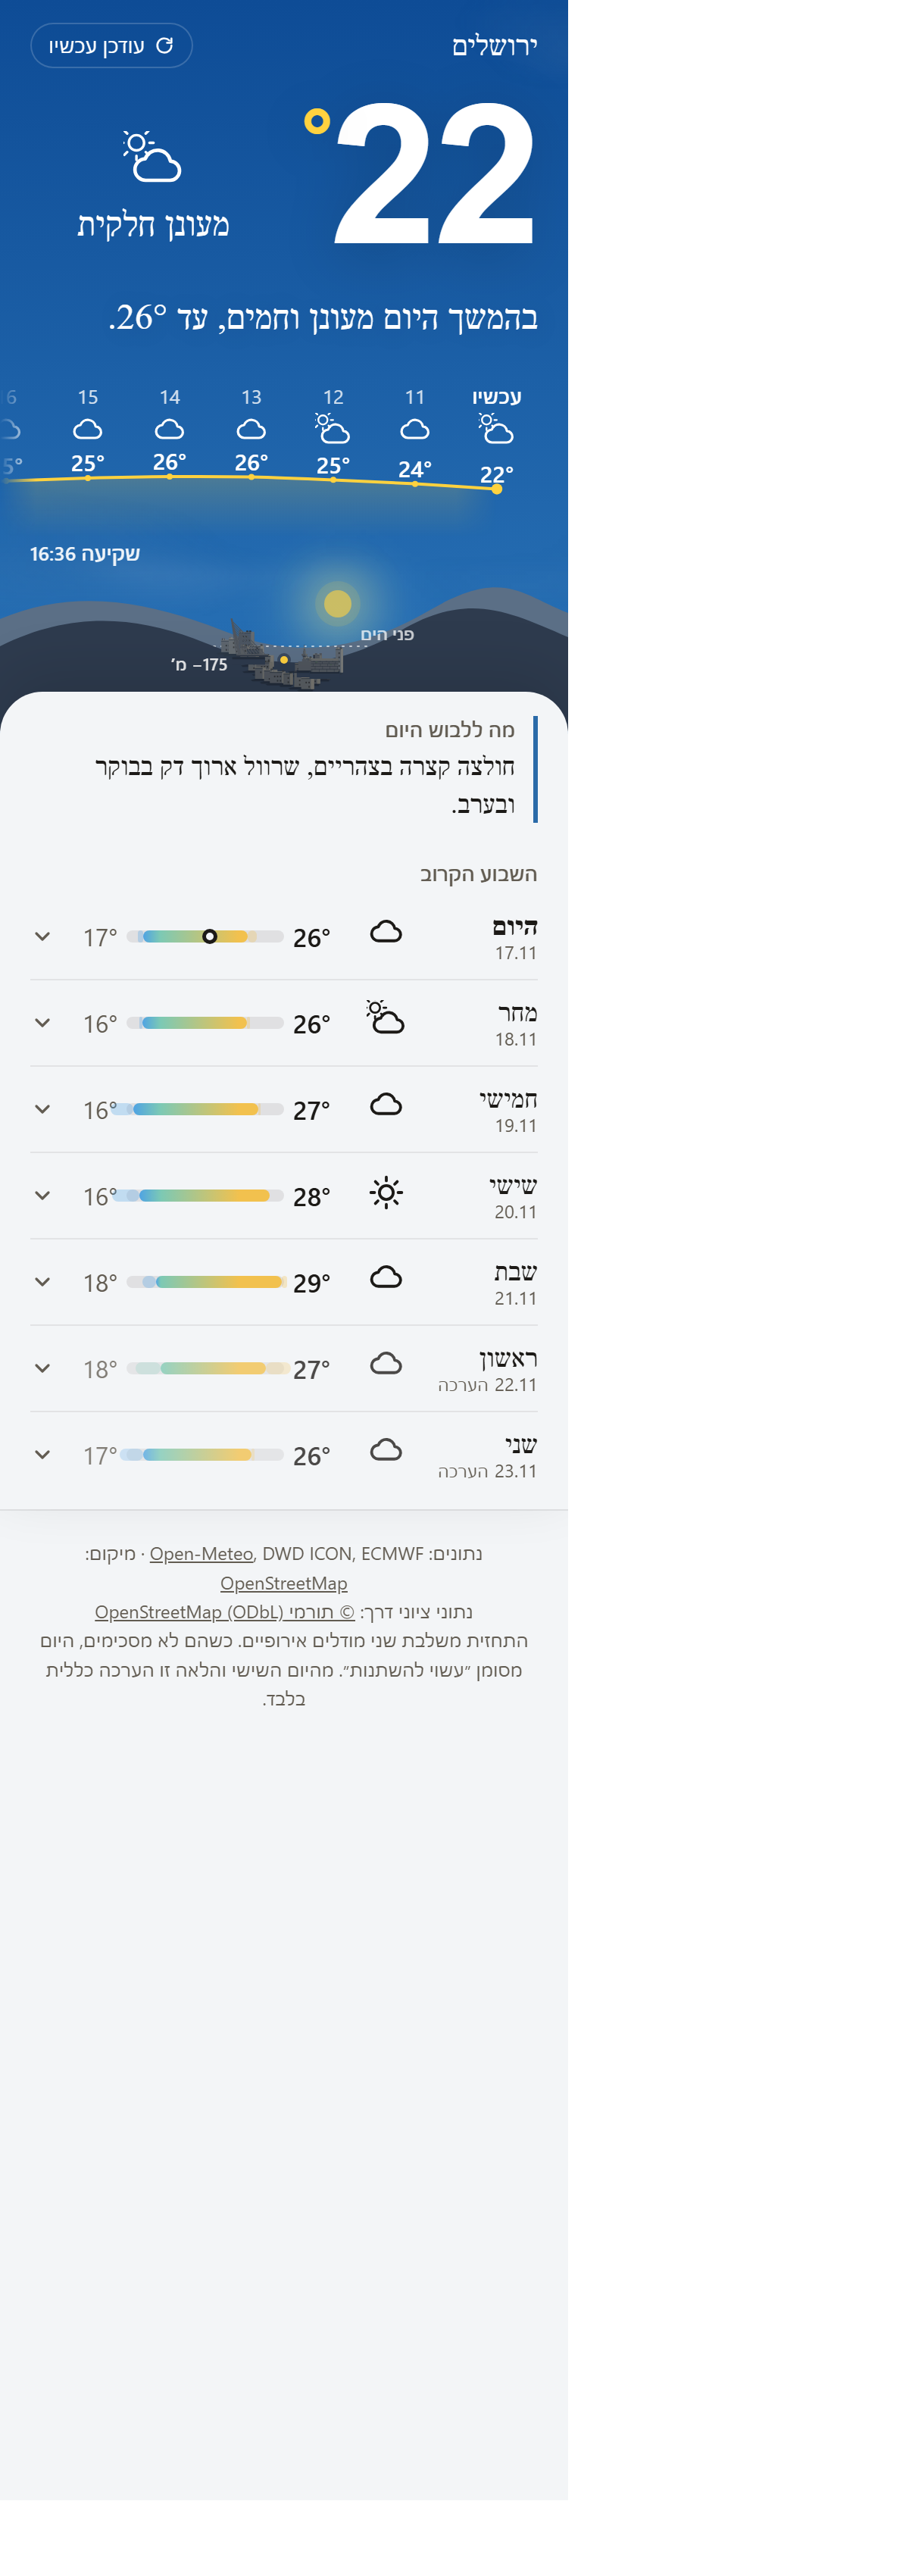 ירושלים
עודכן עכשיו
22°
מעונן חלקית
בהמשך היום מעונן וחמים, עד 26°.
עכשיו 11 12 13 14 15 16
22° 24° 25° 26° 26° 25° 5°
שקיעה 16:36
פני הים
175– מ׳
מה ללבוש היום
חולצה קצרה בצהריים, שרוול ארוך דק בבוקר
ובערב.
השבוע הקרוב
היום
17.11
26° 17°
מחר
18.11
26° 16°
חמישי
19.11
27° 16°
שישי
20.11
28° 16°
שבת
21.11
29° 18°
ראשון
22.11 הערכה
27° 18°
שני
23.11 הערכה
26° 17°
נתונים: Open-Meteo, DWD ICON, ECMWF · מיקום:
OpenStreetMap
נתוני ציוני דרך: © תורמי OpenStreetMap (ODbL)
התחזית משלבת שני מודלים אירופיים. כשהם לא מסכימים, היום
מסומן ״עשוי להשתנות״. מהיום השישי והלאה זו הערכה כללית
בלבד.